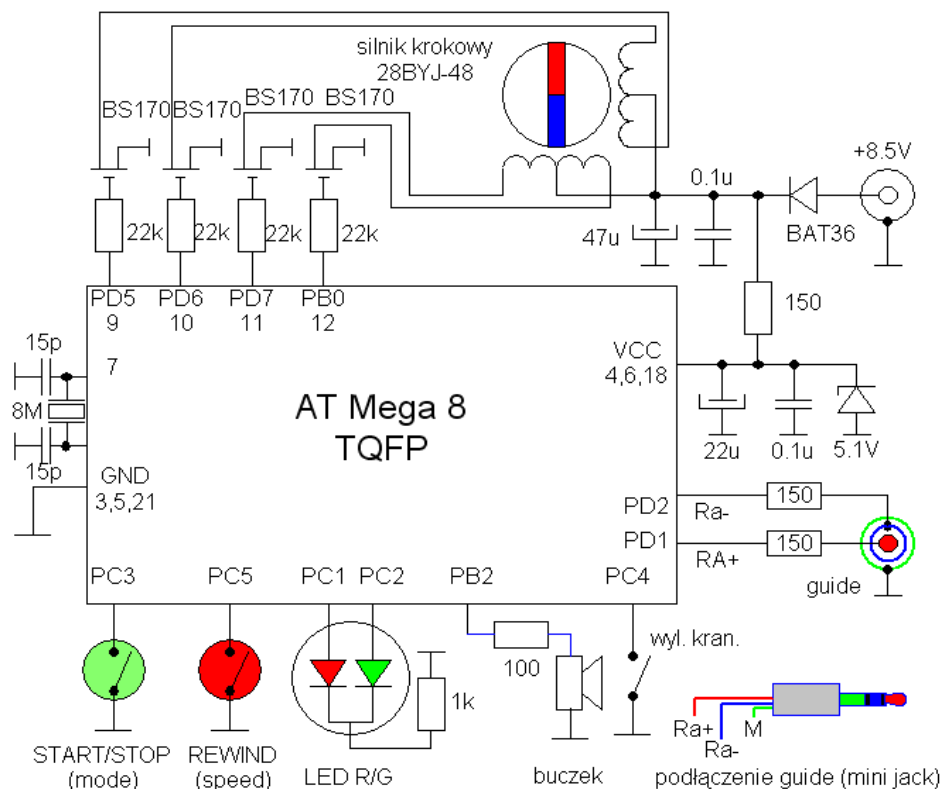 silnik krokowy
28BYJ-48
BS170 BS170 BS170 BS170
+8.5V
0.1u
47u
BAT36
22k 22k 22k 22k
PD5 PD6 PD7 PB0
9 10 11 12
150
15p
7
VCC
4,6,18
8M
AT Mega 8
TQFP
15p
22u 0.1u 5.1V
GND
3,5,21
PD2
Ra-
150
PD1
RA+
150
guide
PC3 PC5 PC1 PC2 PB2 PC4
wyl. kran.
100
1k
Ra+
Ra-
M
START/STOP
(mode)
REWIND
(speed)
LED R/G
buczek
podłączenie guide (mini jack)